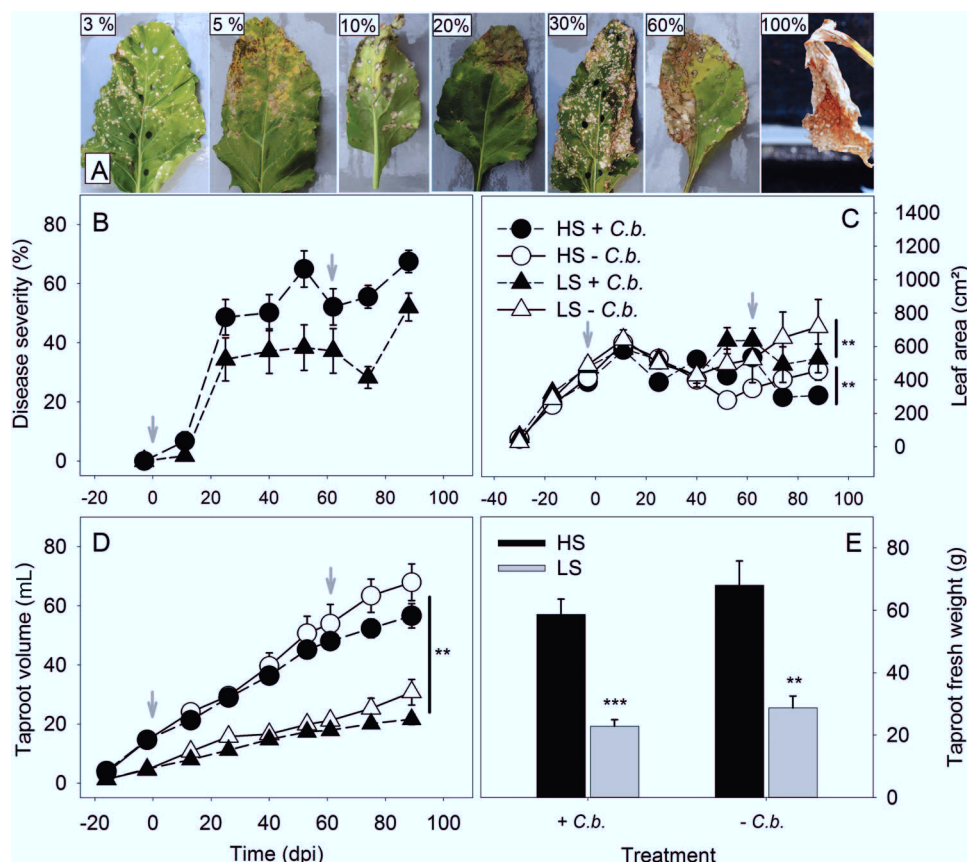 3 % 5 % 10% 20% 30% 60% 100%
A
B
Disease severity (%)
80
60
40
20
0
-20 0 20 40 60 80 100
C
HS + C.b.
HS - C.b.
LS + C.b.
LS - C.b.
**
**
Leaf area (cm²)
1400
1200
1000
800
600
400
200
0
-40 -20 0 20 40 60 80 100
D
Taproot volume (mL)
80
60
40
20
0
**
-20 0 20 40 60 80 100
Time (dpi)
E
HS
LS
***
**
Taproot fresh weight (g)
80
60
40
20
0
+ C.b. - C.b.
Treatment